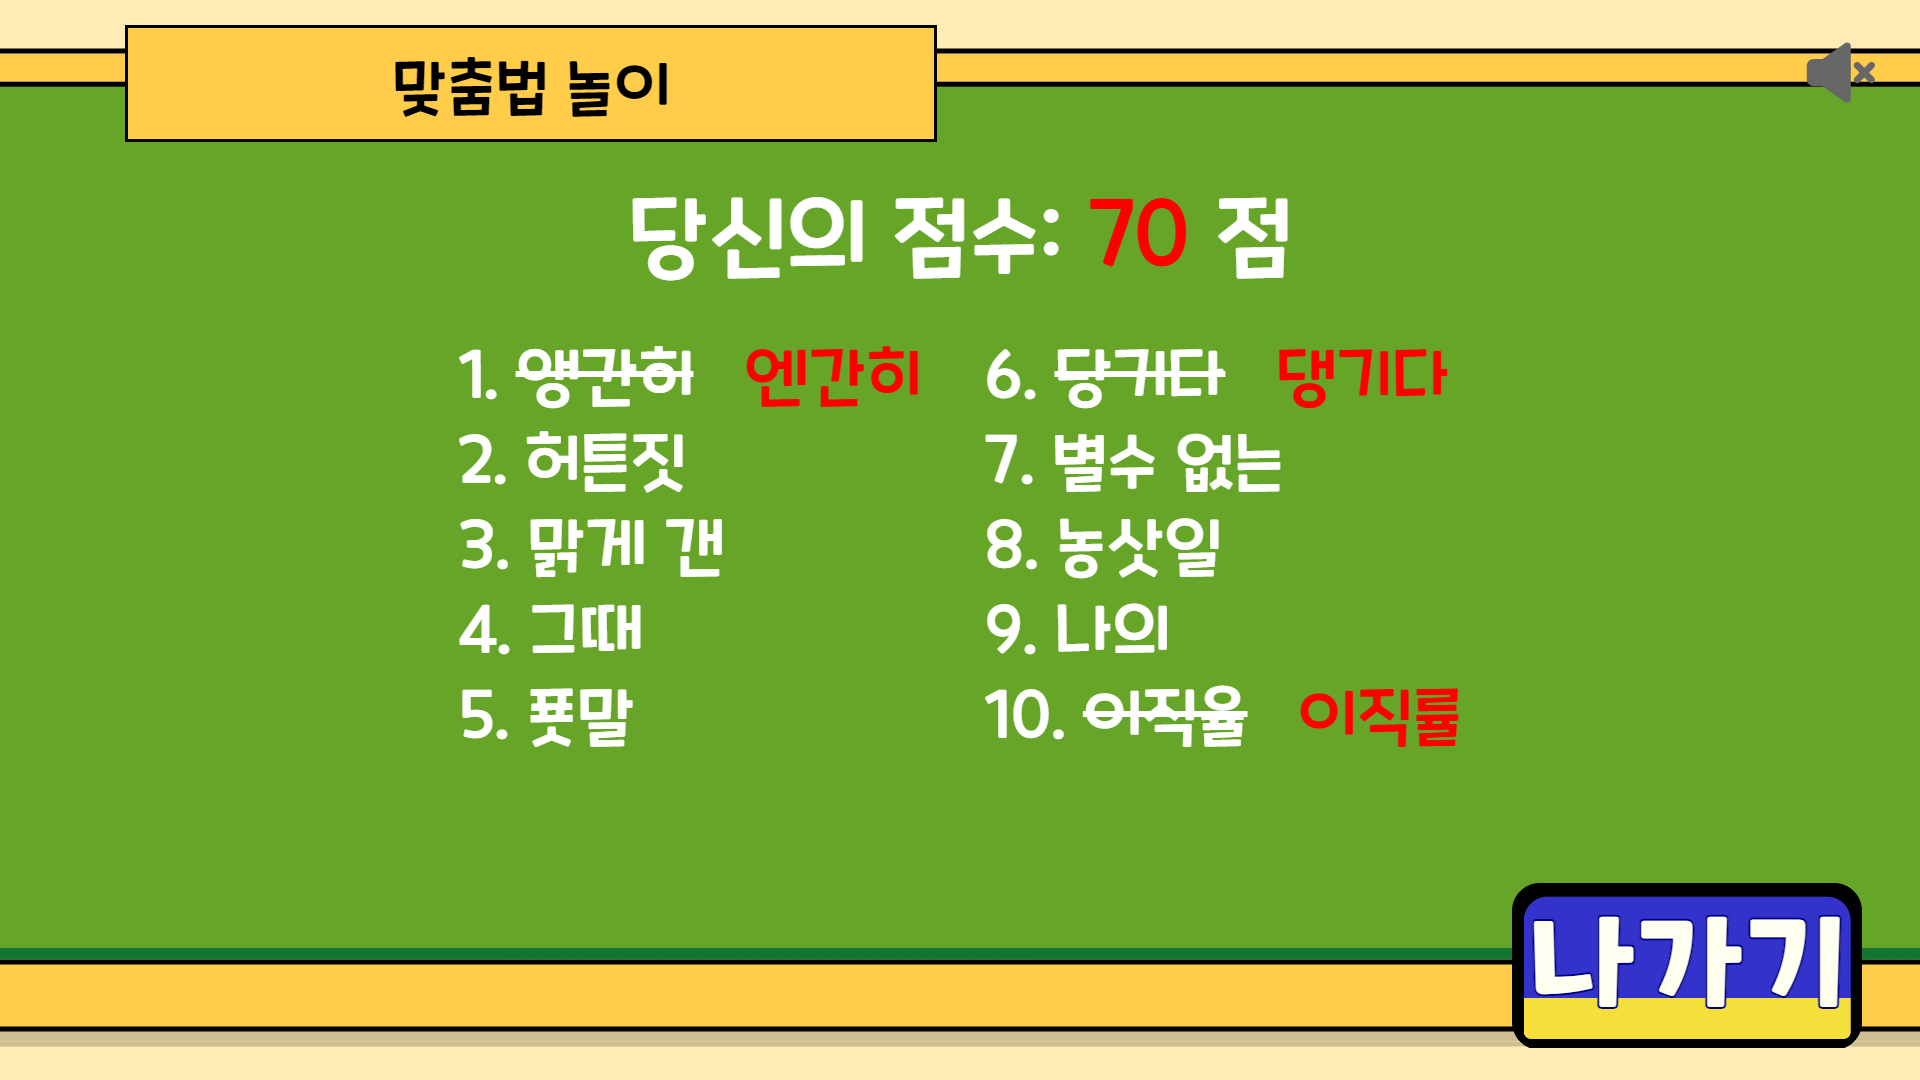 맞춤법 놀이
당신의 점수: 70 점
1. 앵간히 엔간히
2. 허튼짓
3. 맑게 갠
4. 그때
5. 푯말
6. 당기다 댕기다
7. 별수 없는
8. 농삿일
9. 나의
10. 이직율 이직률
나가기